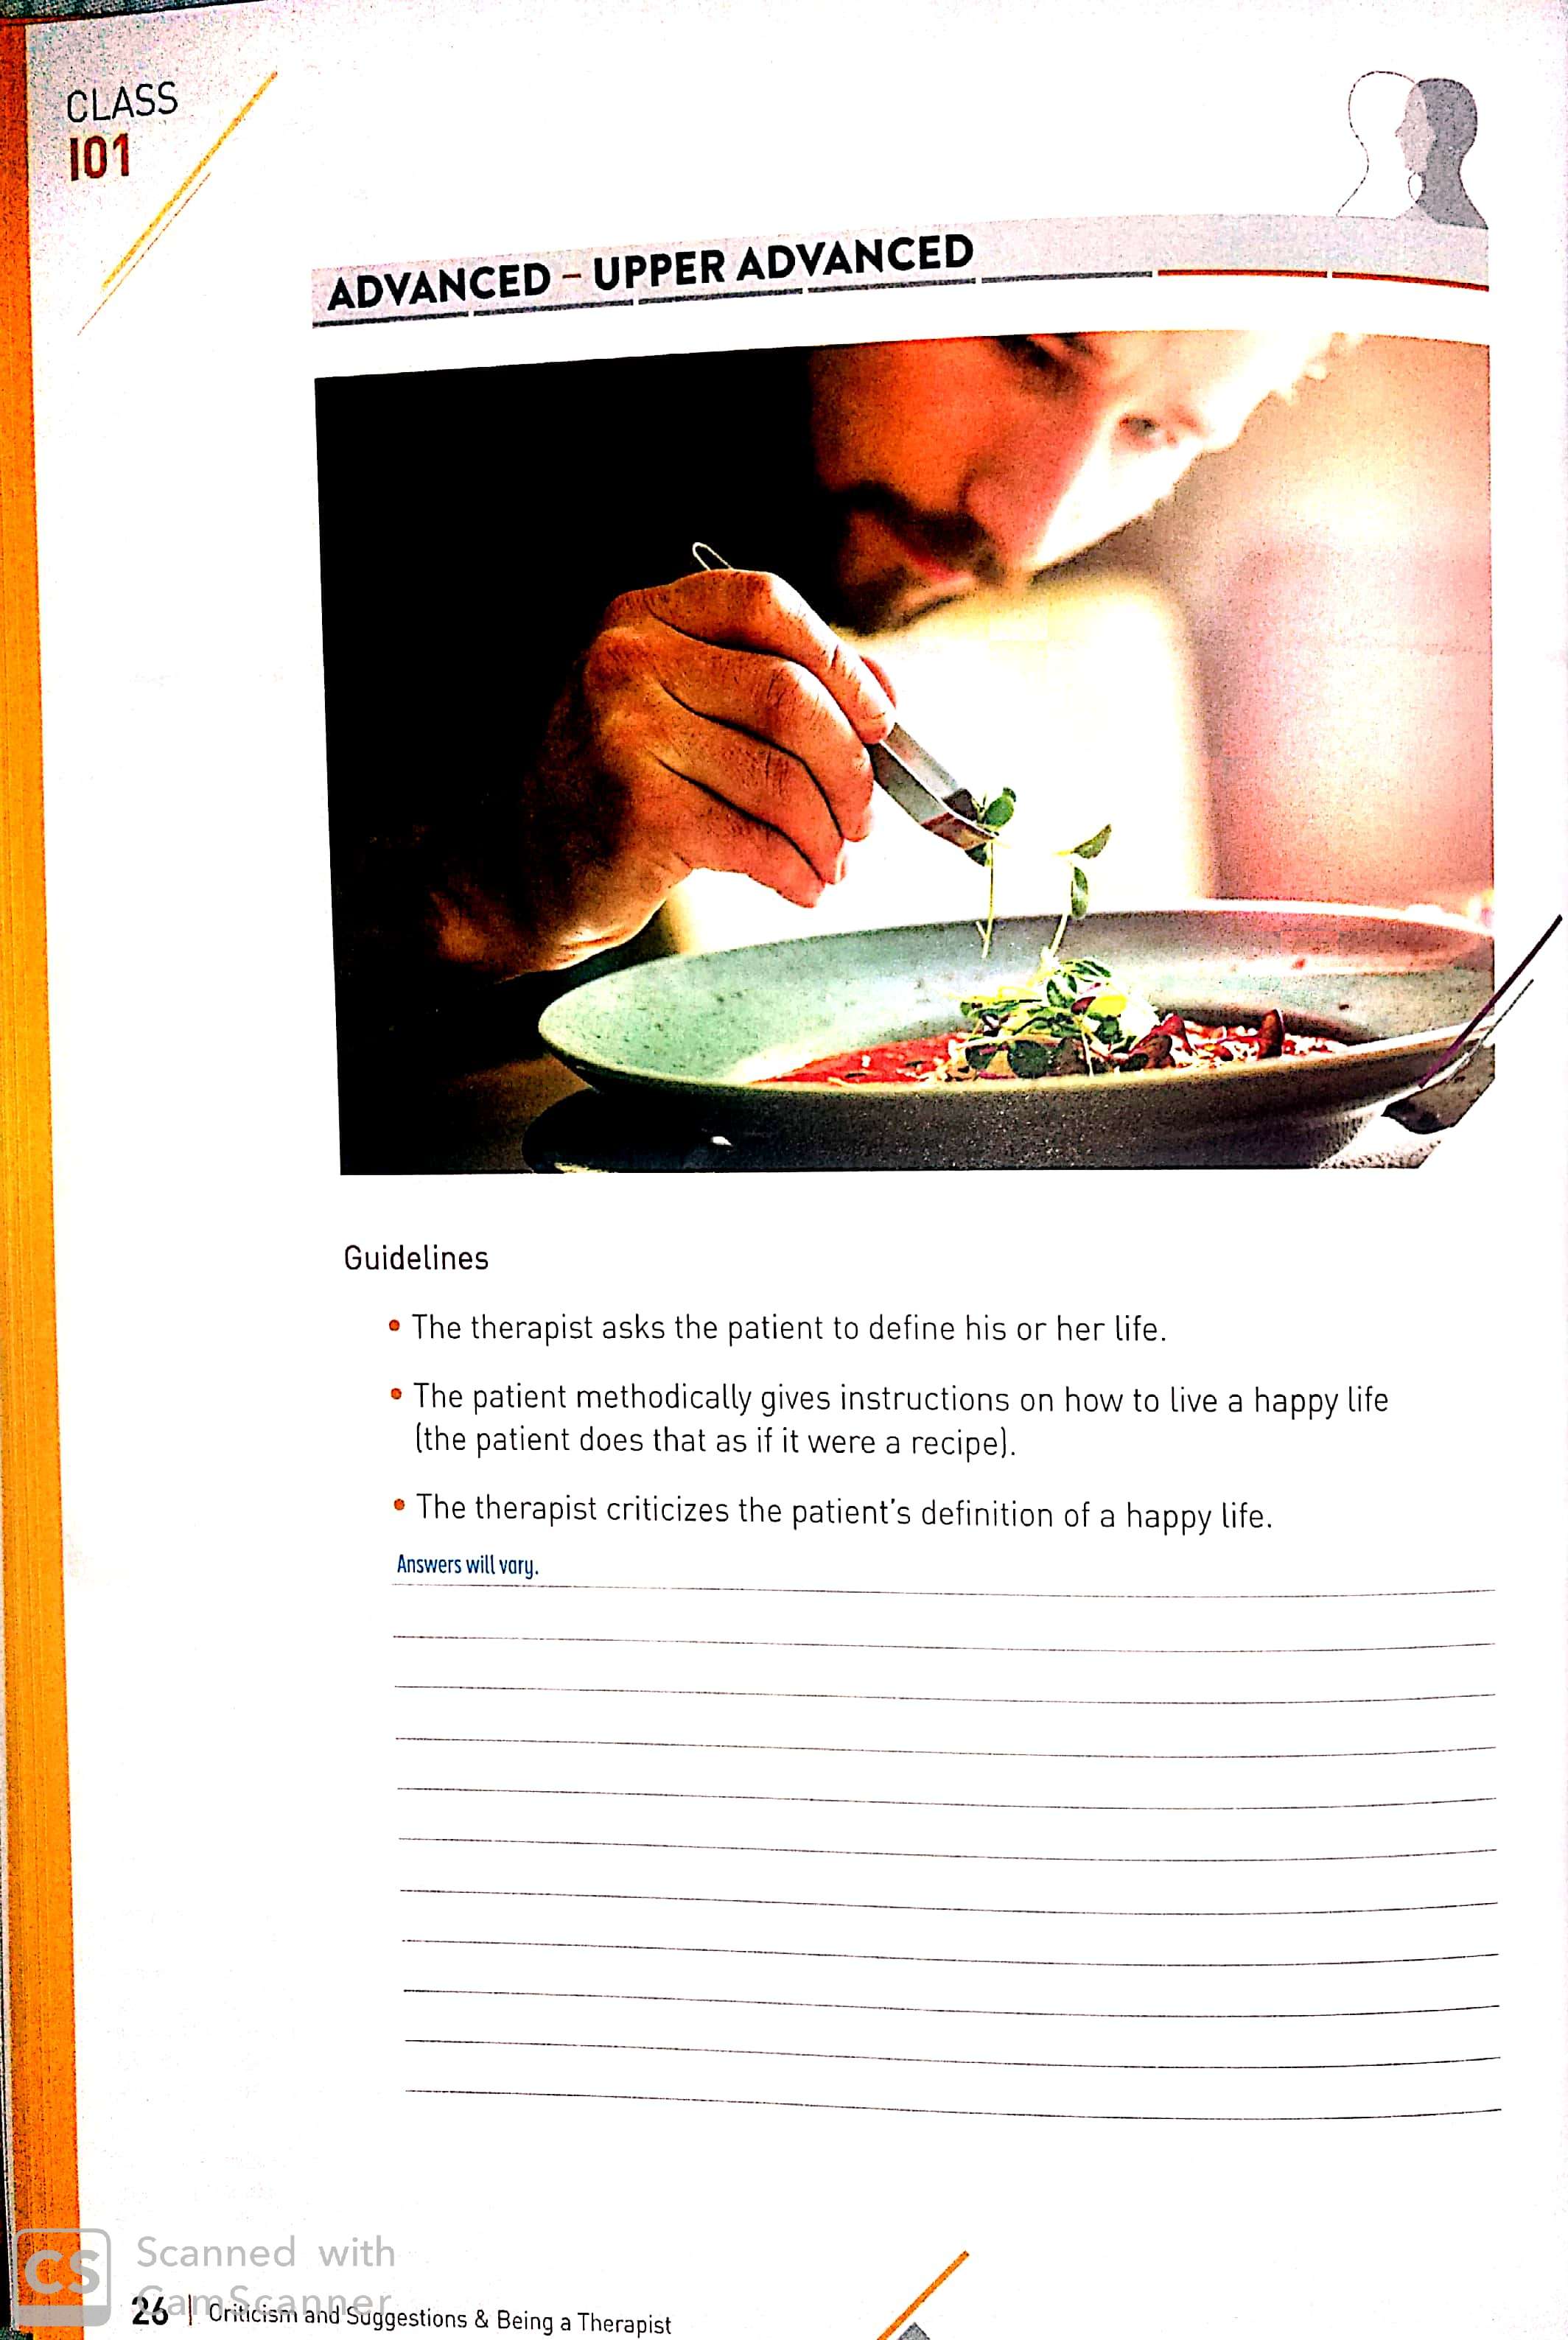 CLASS
101
ADVANCED – UPPER ADVANCED
Guidelines
• The therapist asks the patient to define his or her life.
• The patient methodically gives instructions on how to live a happy life
(the patient does that as if it were a recipe).
• The therapist criticizes the patient's definition of a happy life.
Answers will vary.
CS
Scanned with
CamScanner
26 | Criticism and Suggestions & Being a Therapist